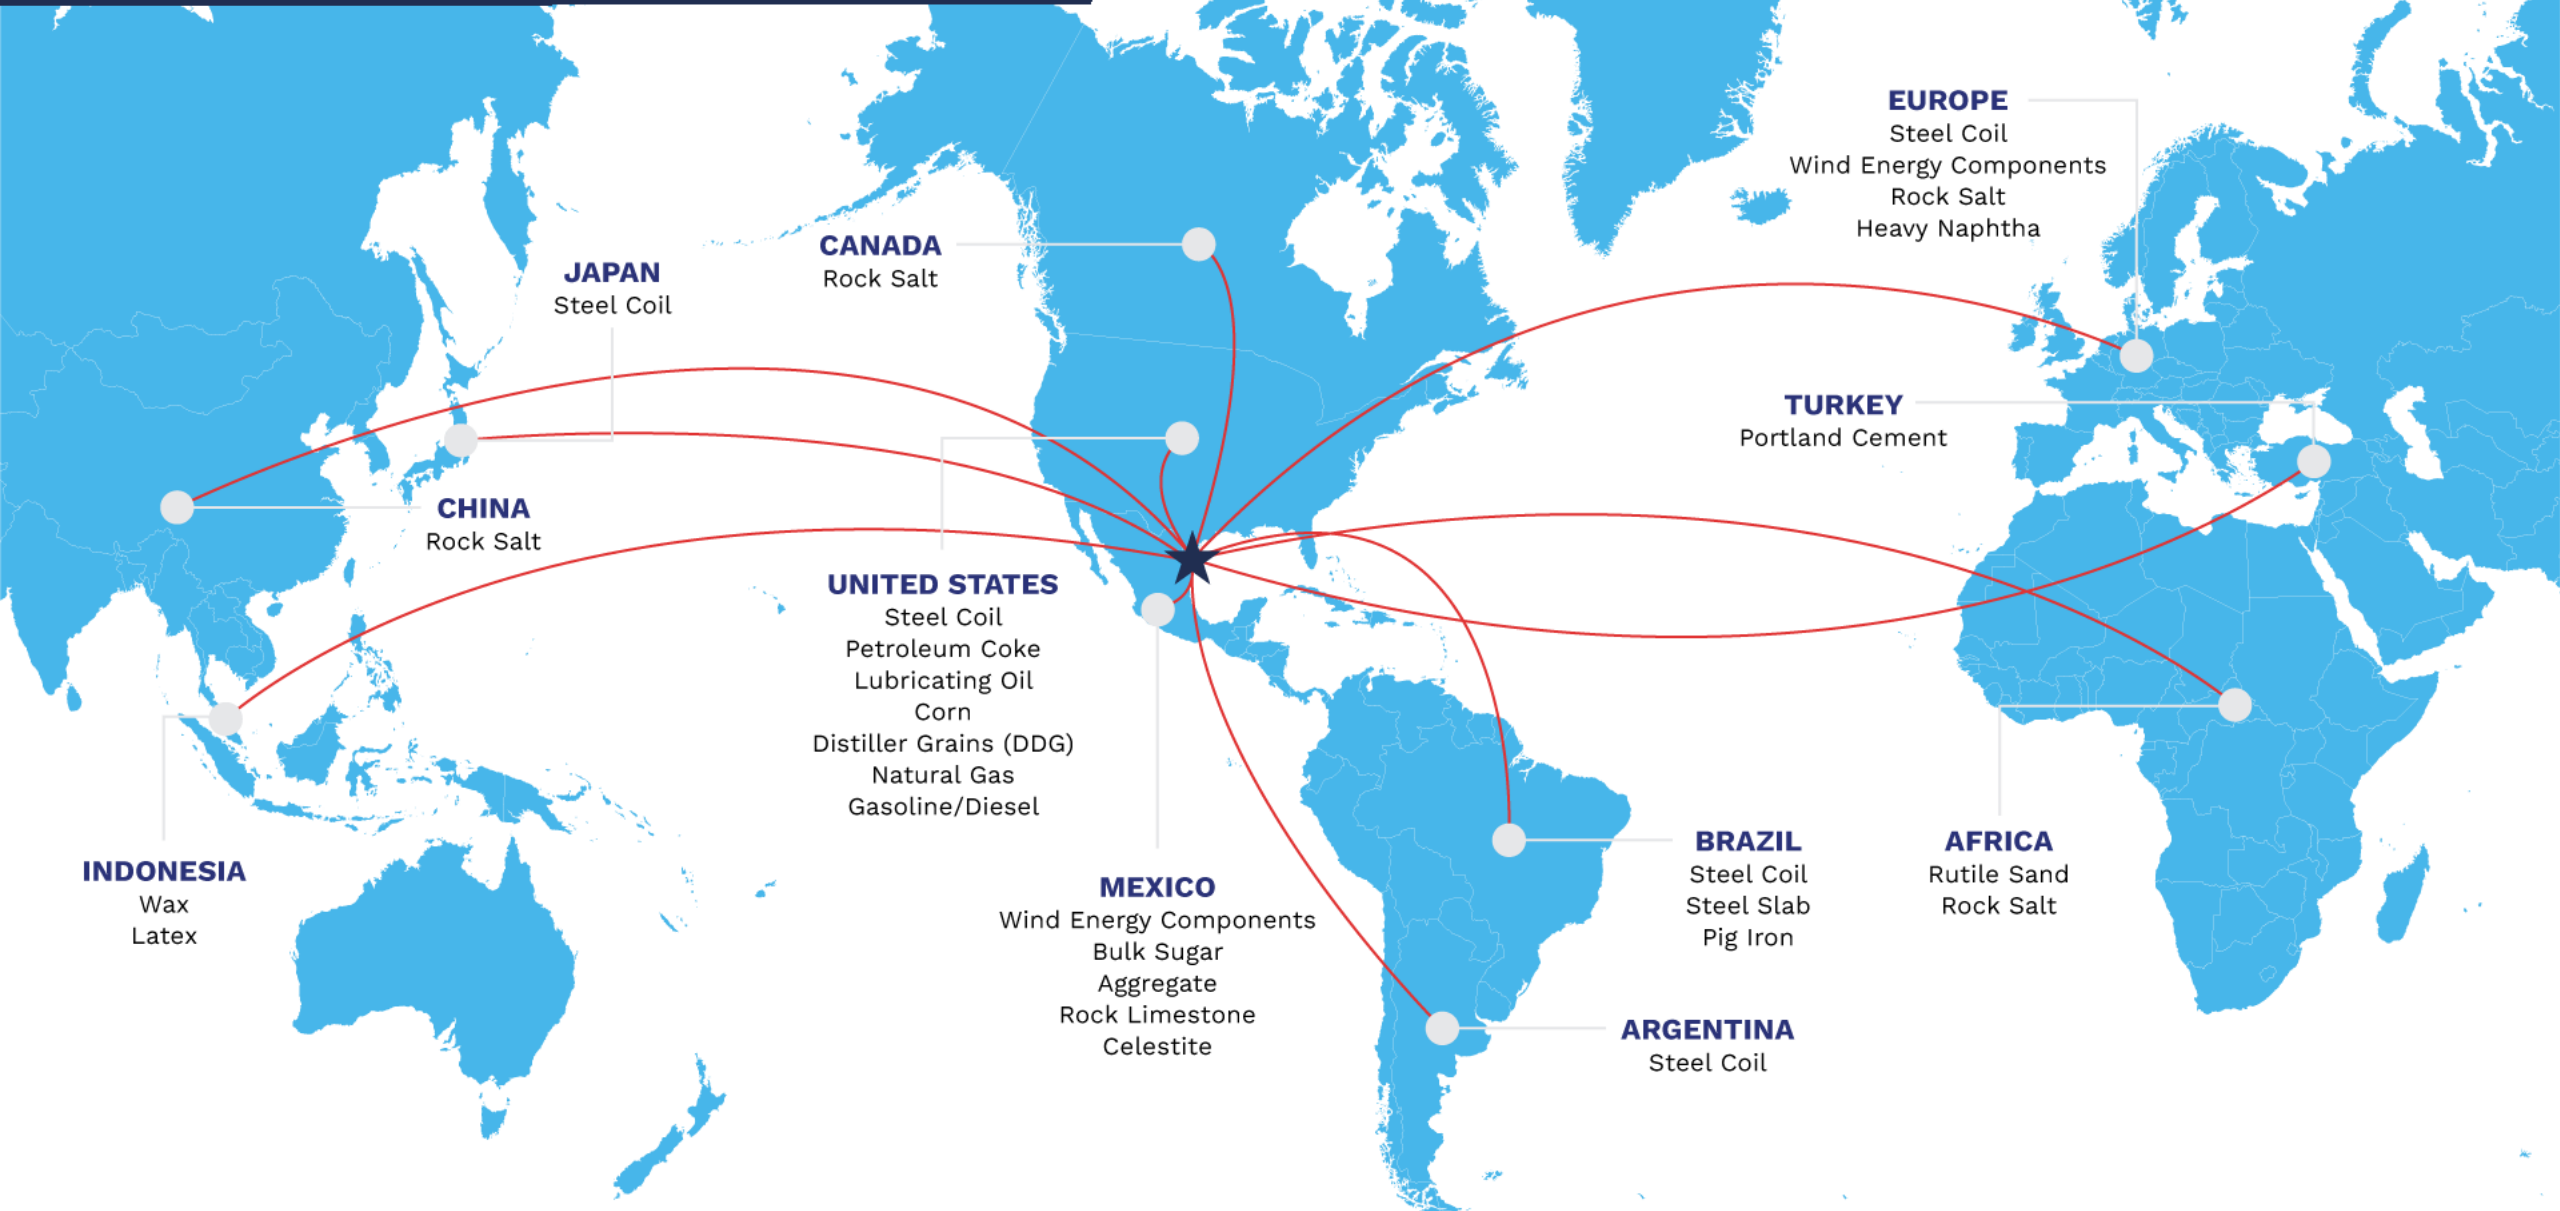 EUROPE
Steel Coil
Wind Energy Components
Rock Salt
Heavy Naphtha
CANADA
Rock Salt
JAPAN
Steel Coil
TURKEY
Portland Cement
CHINA
Rock Salt
UNITED STATES
Steel Coil
Petroleum Coke
Lubricating Oil
Corn
Distiller Grains (DDG)
Natural Gas
Gasoline/Diesel
INDONESIA
Wax
Latex
MEXICO
Wind Energy Components
Bulk Sugar
Aggregate
Rock Limestone
Celestite
BRAZIL
Steel Coil
Steel Slab
Pig Iron
AFRICA
Rutile Sand
Rock Salt
ARGENTINA
Steel Coil